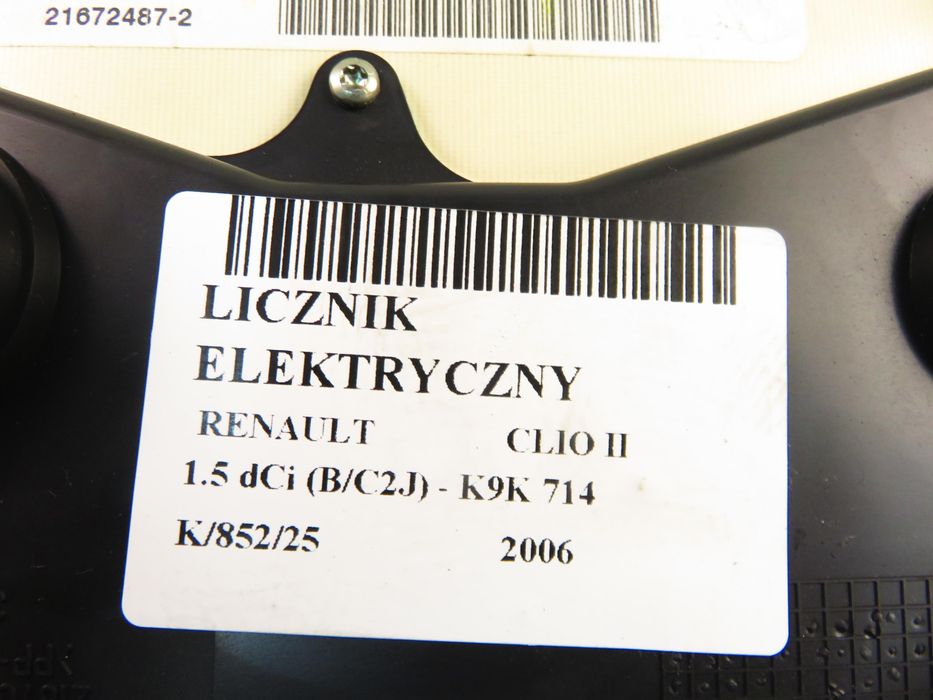 21672487-2
LICZNIK
ELEKTRYCZNY
RENAULT CLIO II
1.5 dCi (B/C2J) - K9K 714
K/852/25 2006